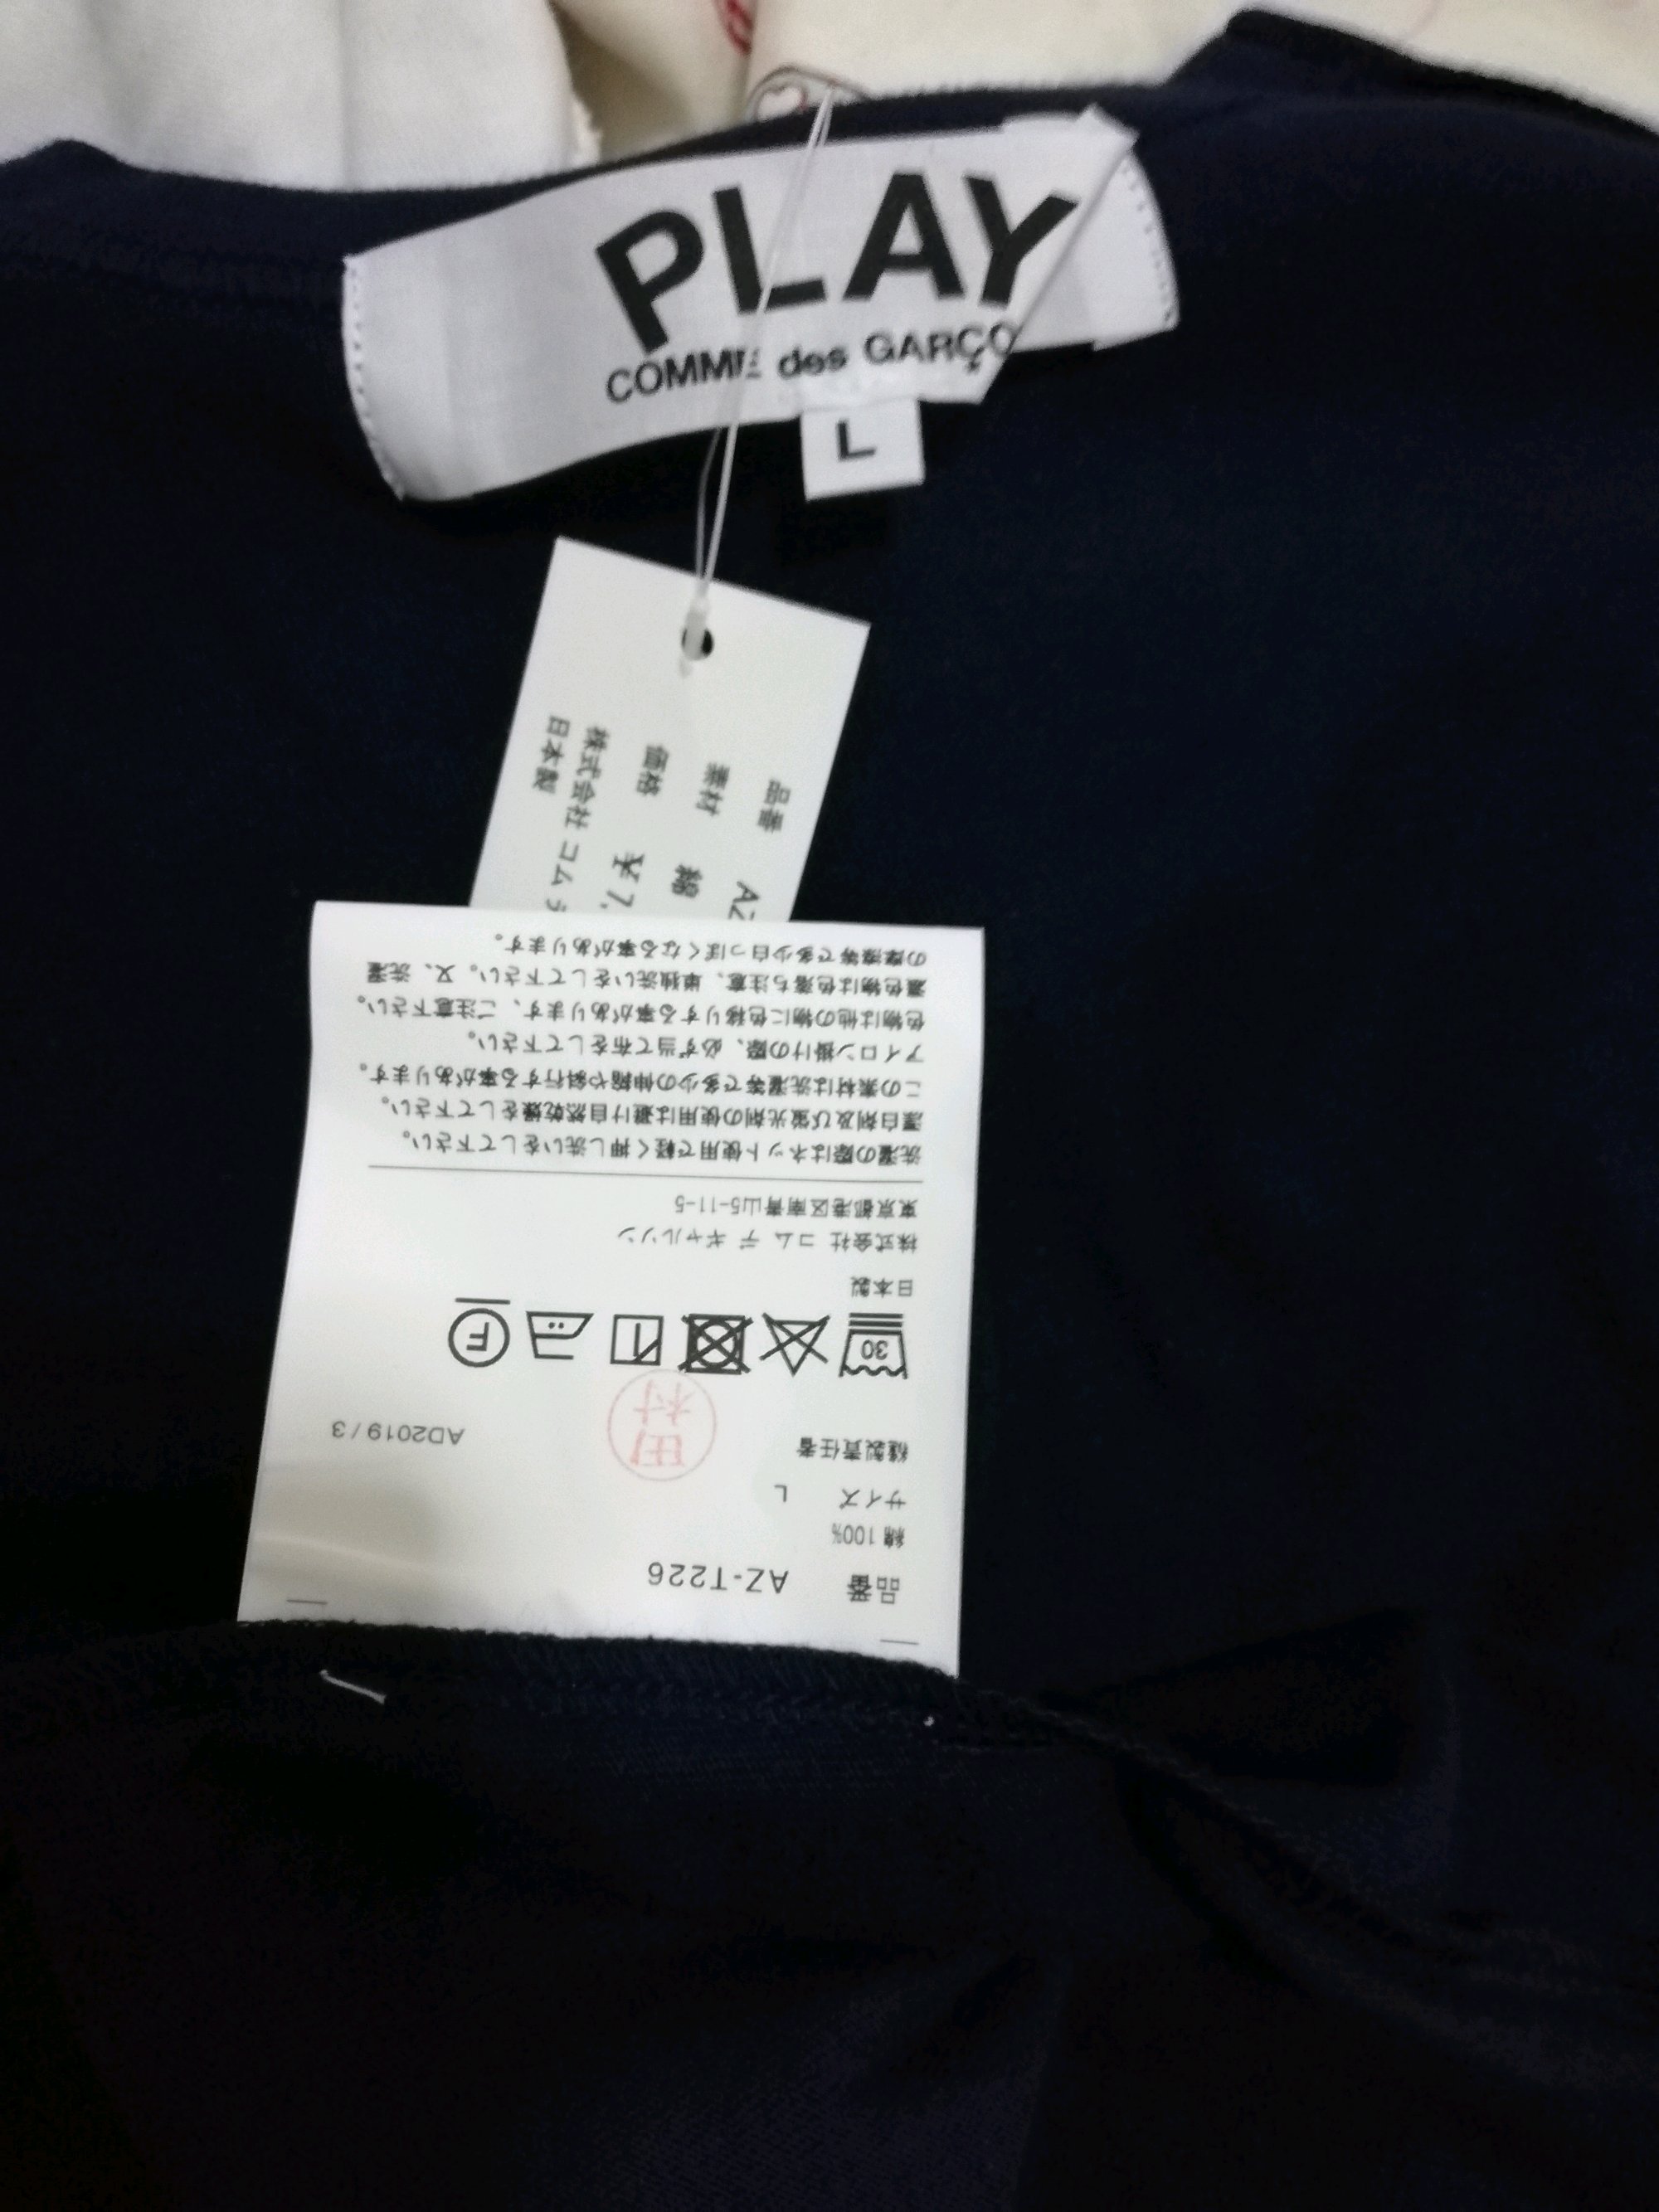 PLAY
COMME des GARÇO
L
品番 AZ
素材 綿
価格 ¥7,
株式会社 コム デ
日本製
品番 AZ-T226
綿 100%
サイズ L
縫製責任者 田村 AD2019/3
30
F
日本製
株式会社 コム デ ギャルソン
東京都港区南青山5-11-5
洗濯の際はネット使用で軽く押し洗いをして下さい。
漂白剤及び蛍光剤の使用は避け自然乾燥をして下さい。
この素材は洗濯等で多少の伸縮や斜行する事があります。
アイロン掛けの際、必ず当て布をして下さい。
色物は他の物に色移りする事があります、ご注意下さい。
濃色物は色落ち注意、単独洗いをして下さい。又、洗濯
の摩擦等で多少白っぽくなる事があります。